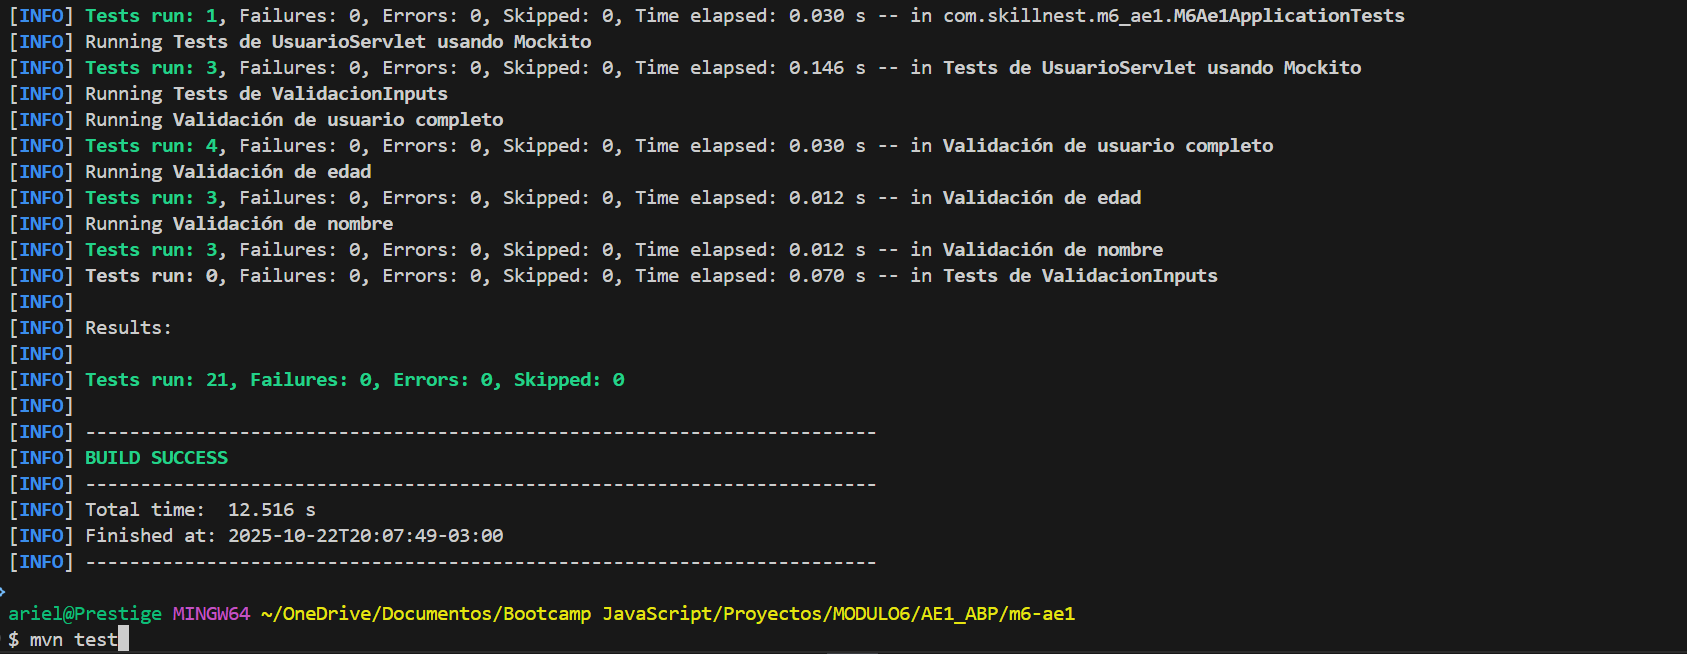 [INFO] Tests run: 1, Failures: 0, Errors: 0, Skipped: 0, Time elapsed: 0.030 s -- in com.skillnest.m6_ae1.M6Ae1ApplicationTests
[INFO] Running Tests de UsuarioServlet usando Mockito
[INFO] Tests run: 3, Failures: 0, Errors: 0, Skipped: 0, Time elapsed: 0.146 s -- in Tests de UsuarioServlet usando Mockito
[INFO] Running Tests de ValidacionInputs
[INFO] Running Validación de usuario completo
[INFO] Tests run: 4, Failures: 0, Errors: 0, Skipped: 0, Time elapsed: 0.030 s -- in Validación de usuario completo
[INFO] Running Validación de edad
[INFO] Tests run: 3, Failures: 0, Errors: 0, Skipped: 0, Time elapsed: 0.012 s -- in Validación de edad
[INFO] Running Validación de nombre
[INFO] Tests run: 3, Failures: 0, Errors: 0, Skipped: 0, Time elapsed: 0.012 s -- in Validación de nombre
[INFO] Tests run: 0, Failures: 0, Errors: 0, Skipped: 0, Time elapsed: 0.070 s -- in Tests de ValidacionInputs
[INFO]
[INFO] Results:
[INFO]
[INFO] Tests run: 21, Failures: 0, Errors: 0, Skipped: 0
[INFO]
[INFO] ------------------------------------------------------------------------
[INFO] BUILD SUCCESS
[INFO] ------------------------------------------------------------------------
[INFO] Total time:  12.516 s
[INFO] Finished at: 2025-10-22T20:07:49-03:00
[INFO] ------------------------------------------------------------------------
ariel@Prestige MINGW64 ~/OneDrive/Documentos/Bootcamp JavaScript/Proyectos/MODULO6/AE1_ABP/m6-ae1
$ mvn test